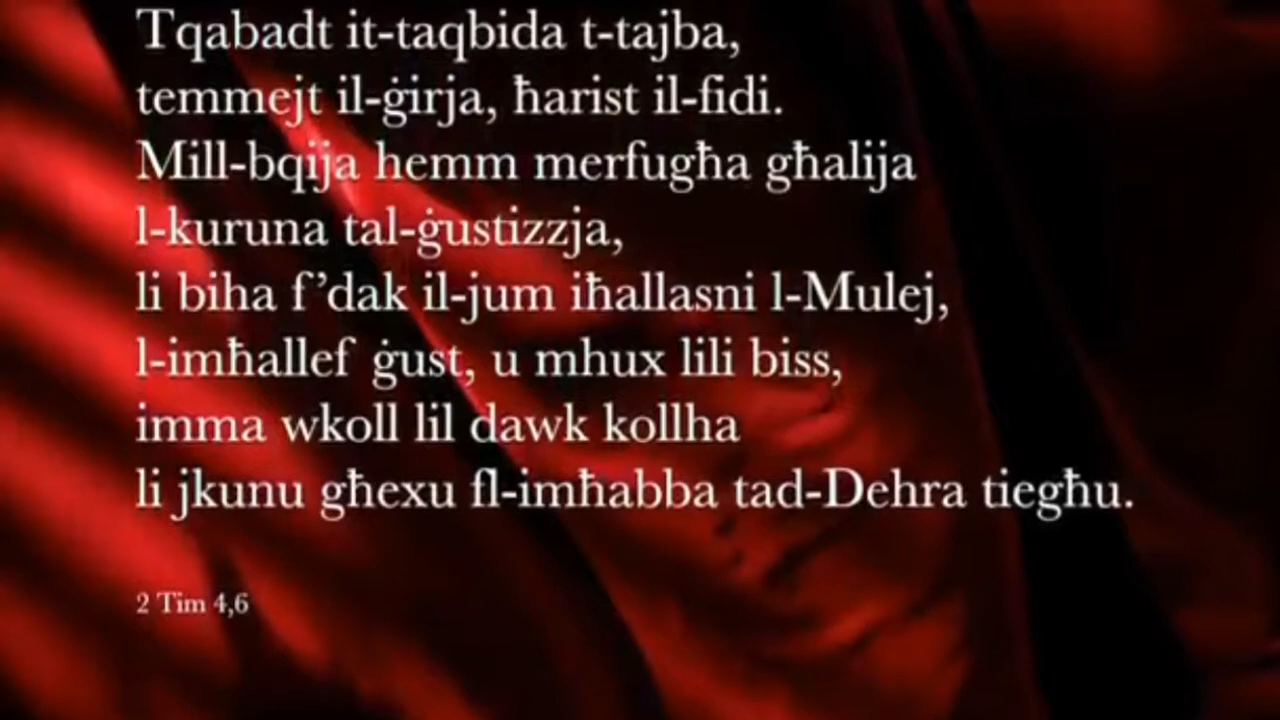 Tqabadt it-taqbida t-tajba,
temmejt il-ġirja, ħarist il-fidi.
Mill-bqija hemm merfugħa għalija
l-kuruna tal-ġustizzja,
li biha f’dak il-jum iħallasni l-Mulej,
l-imħallef ġust, u mhux lili biss,
imma wkoll lil dawk kollha
li jkunu għexu fl-imħabba tad-Dehra tiegħu.
2 Tim 4,6